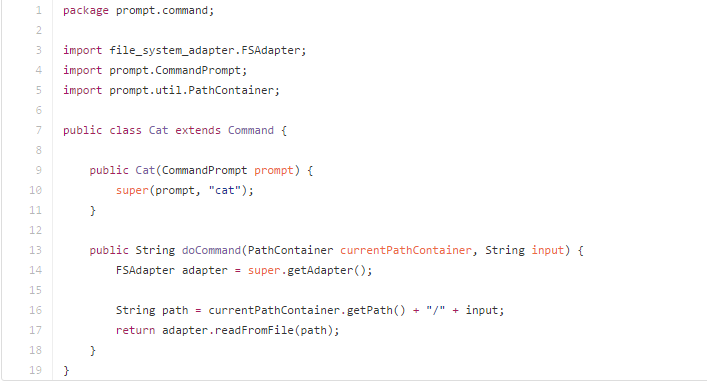 1 package prompt.command;
2
3 import file_system_adapter.FSAdapter;
4 import prompt.CommandPrompt;
5 import prompt.util.PathContainer;
6
7 public class Cat extends Command {
8
9     public Cat(CommandPrompt prompt) {
10         super(prompt, "cat");
11     }
12
13     public String doCommand(PathContainer currentPathContainer, String input) {
14         FSAdapter adapter = super.getAdapter();
15
16         String path = currentPathContainer.getPath() + "/" + input;
17         return adapter.readFromFile(path);
18     }
19 }